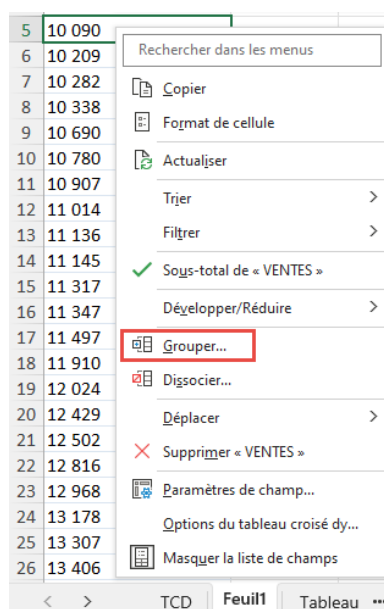 5 10 090
6 10 209
7 10 282
8 10 338
9 10 690
10 10 780
11 10 907
12 11 014
13 11 136
14 11 145
15 11 317
16 11 347
17 11 497
18 11 910
19 12 024
20 12 429
21 12 502
22 12 816
23 12 968
24 13 178
25 13 307
26 13 406
Rechercher dans les menus
Copier
Format de cellule
Actualiser
Trier
Filtrer
Sous-total de « VENTES »
Développer/Réduire
Grouper...
Dissocier...
Déplacer
Supprimer « VENTES »
Paramètres de champ...
Options du tableau croisé dy...
Masquer la liste de champs
TCD Feuil1 Tableau ...